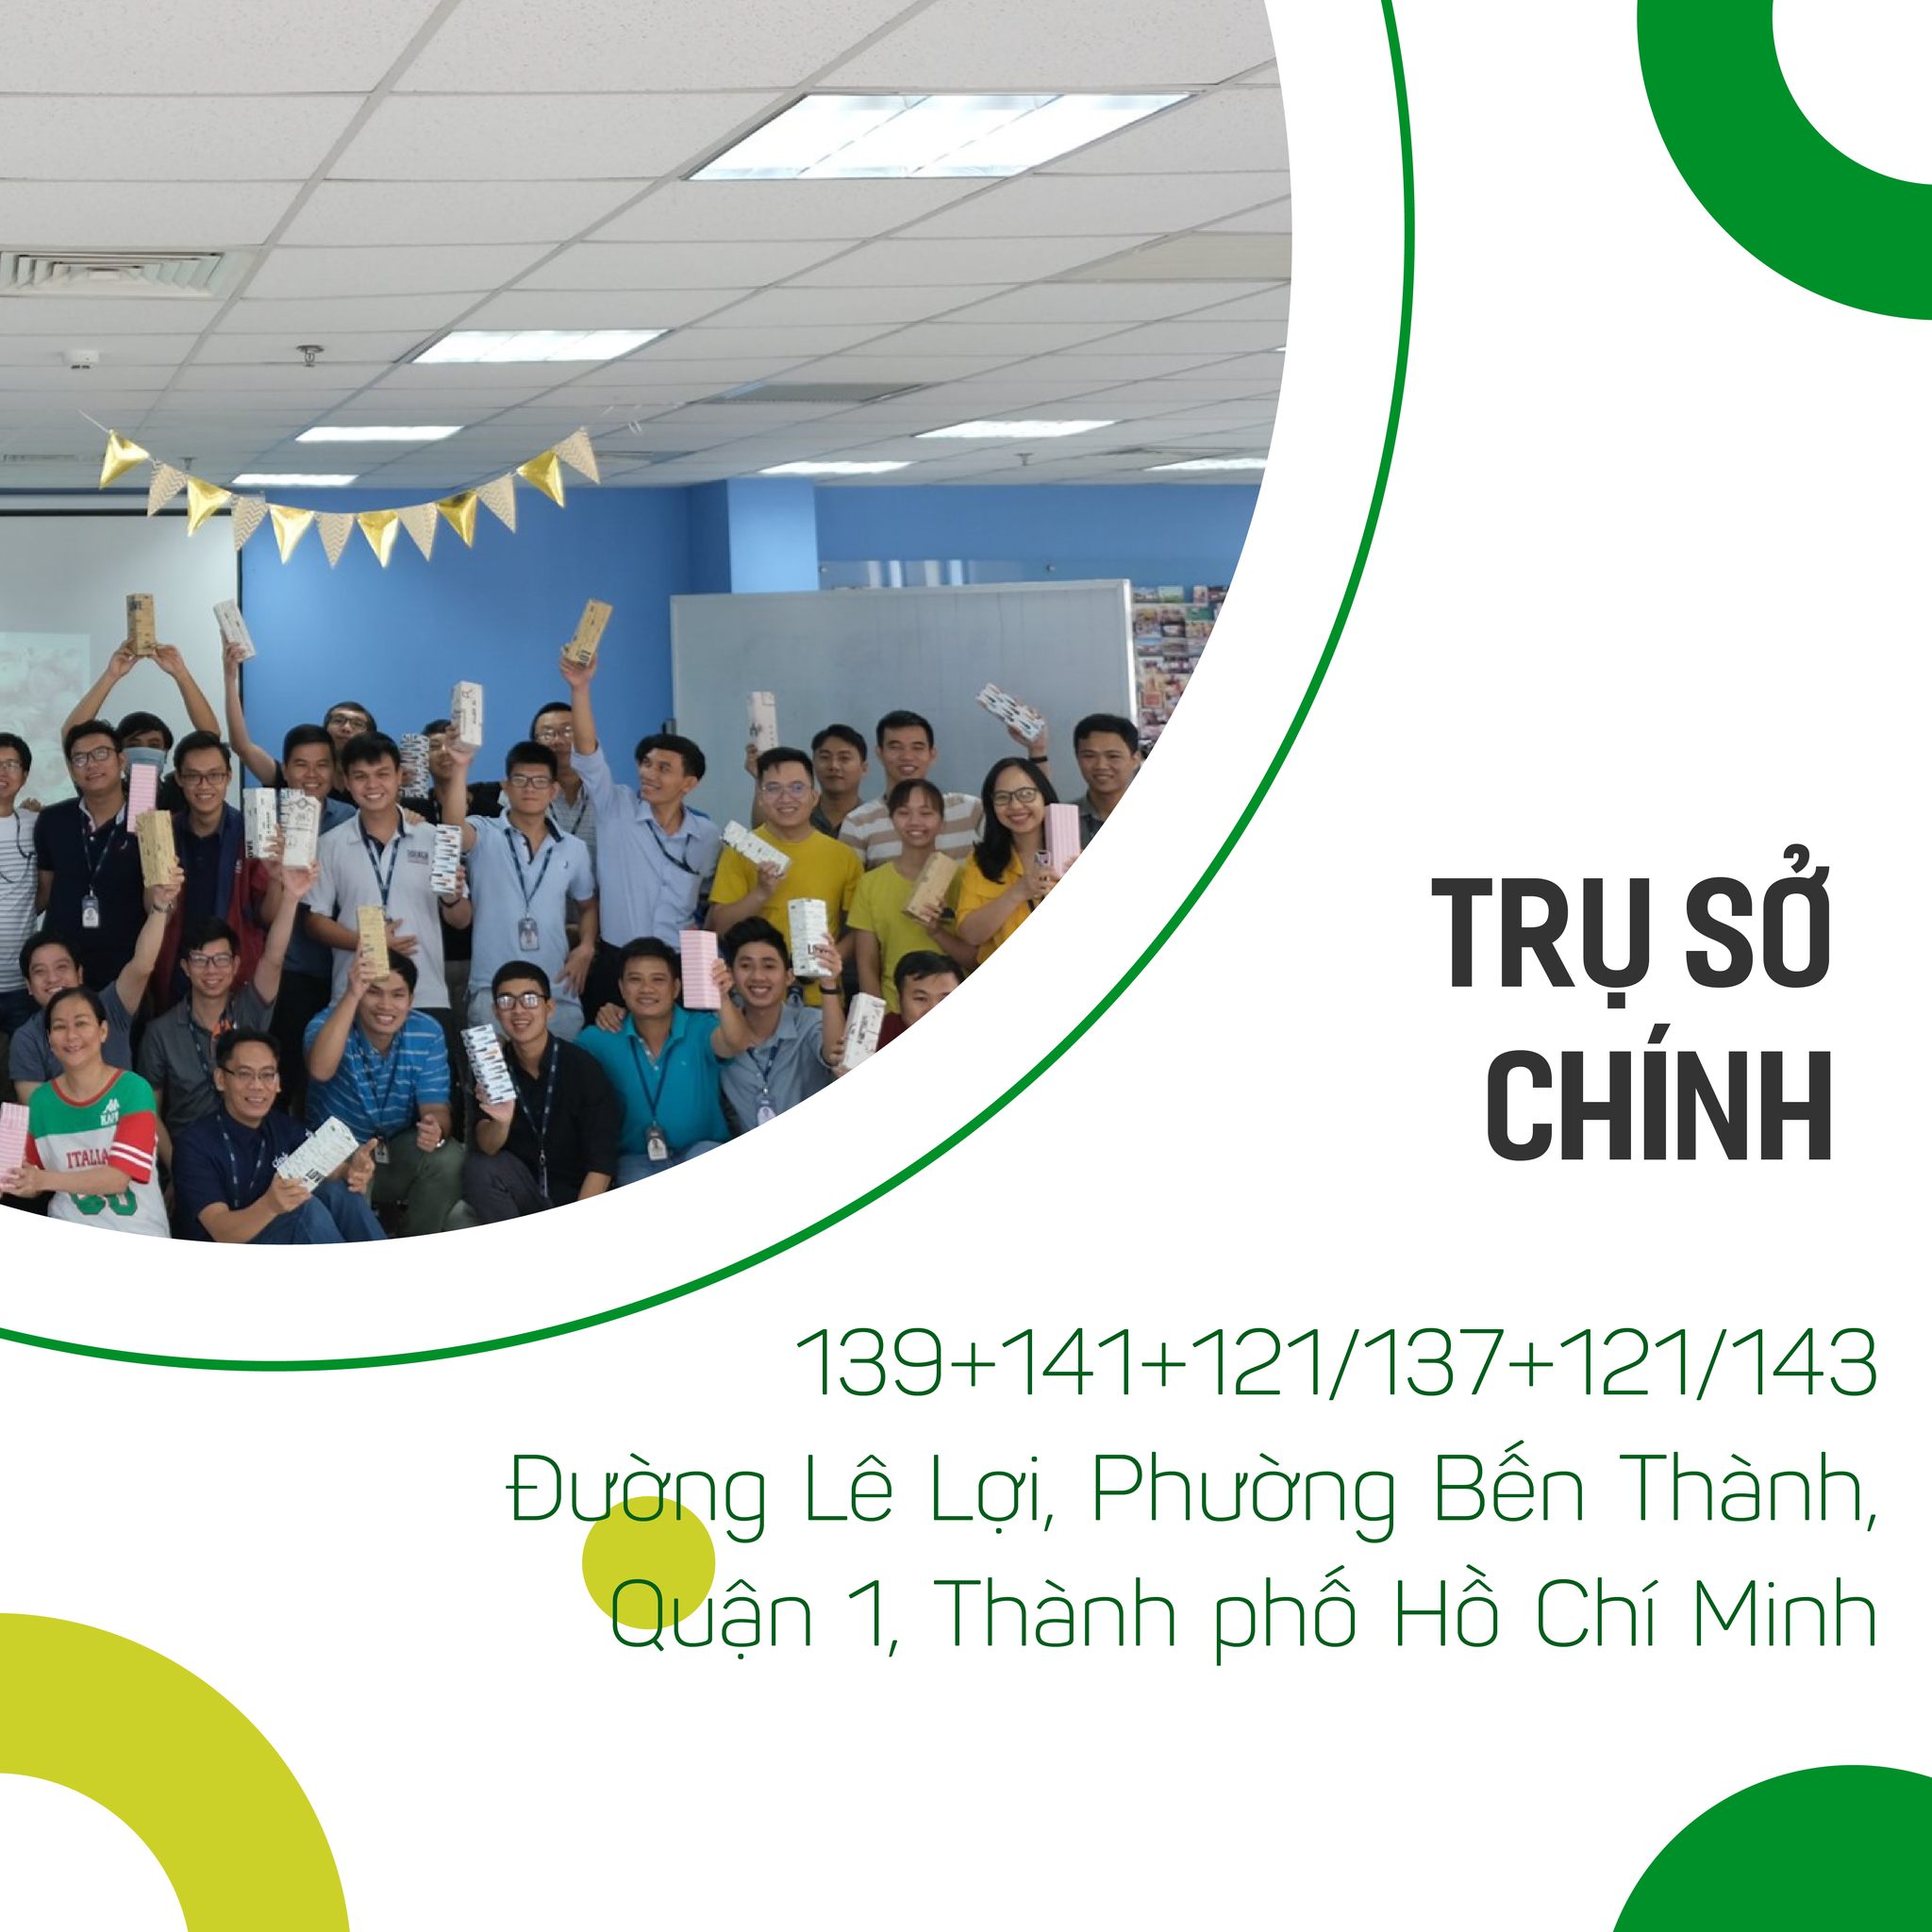 TRỤ SỞ
CHÍNH
139+141+121/137+121/143
Đường Lê Lợi, Phường Bến Thành,
Quận 1, Thành phố Hồ Chí Minh
ITALIA